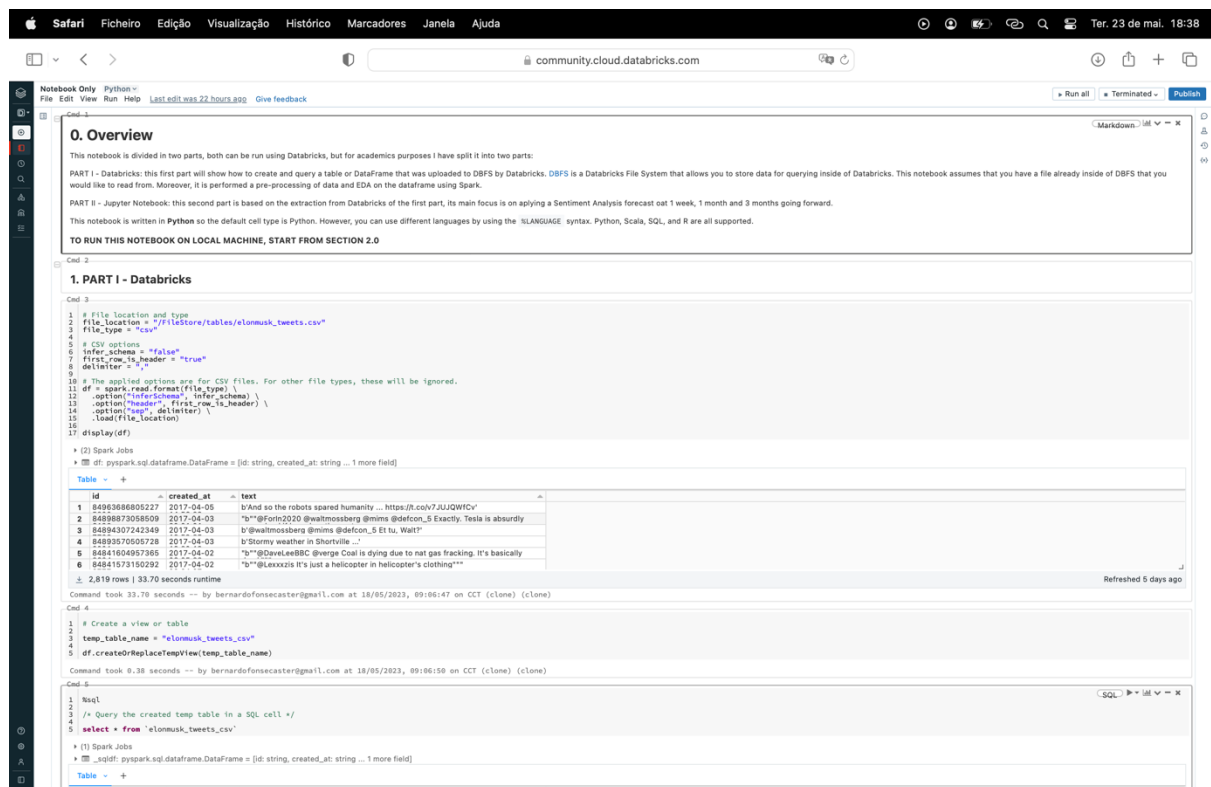 Safari Ficheiro Edição Visualização Histórico Marcadores Janela Ajuda
Ter. 23 de mai. 18:38
community.cloud.databricks.com
Notebook Only Python
File Edit View Run Help Last edit was 22 hours ago Give feedback
Run all Terminated Publish
Cmd 1
Markdown
0. Overview
This notebook is divided in two parts, both can be run using Databricks, but for academics purposes I have split it into two parts:
PART I - Databricks: this first part will show how to create and query a table or DataFrame that was uploaded to DBFS by Databricks. DBFS is a Databricks File System that allows you to store data for querying inside of Databricks. This notebook assumes that you have a file already inside of DBFS that you
would like to read from. Moreover, it is performed a pre-processing of data and EDA on the dataframe using Spark.
PART II - Jupyter Notebook: this second part is based on the extraction from Databricks of the first part, its main focus is on aplying a Sentiment Analysis forecast oat 1 week, 1 month and 3 months going forward.
This notebook is written in Python so the default cell type is Python. However, you can use different languages by using the %LANGUAGE syntax. Python, Scala, SQL, and R are all supported.
TO RUN THIS NOTEBOOK ON LOCAL MACHINE, START FROM SECTION 2.0
Cmd 2
1. PART I - Databricks
Cmd 3
1 # File location and type
2 file_location = "/FileStore/tables/elonmusk_tweets.csv"
3 file_type = "csv"
4
5 # CSV options
6 infer_schema = "false"
7 first_row_is_header = "true"
8 delimiter = ","
9
10 # The applied options are for CSV files. For other file types, these will be ignored.
11 df = spark.read.format(file_type) \
12 .option("inferSchema", infer_schema) \
13 .option("header", first_row_is_header) \
14 .option("sep", delimiter) \
15 .load(file_location)
16
17 display(df)
(2) Spark Jobs
df: pyspark.sql.dataframe.DataFrame = [id: string, created_at: string ... 1 more field]
Table +
id created_at text
1 84963686805227 2017-04-05 b'And so the robots spared humanity ... https://t.co/v7JUJQWfCv'
2 84898873058509 2017-04-03 "b""@ForIn2020 @waltmossberg @mims @defcon_5 Exactly. Tesla is absurdly
3 84894307242349 2017-04-03 b'@waltmossberg @mims @defcon_5 Et tu, Walt?'
4 84893570505728 2017-04-03 b'Stormy weather in Shortville ...'
5 84841604957365 2017-04-02 "b""@DaveLeeBBC @verge Coal is dying due to nat gas fracking. It's basically
6 84841573150292 2017-04-02 "b""@Lexxxzis It's just a helicopter in helicopter's clothing"""
2,819 rows | 33.70 seconds runtime
Refreshed 5 days ago
Command took 33.70 seconds -- by bernardofonsecaster@gmail.com at 18/05/2023, 09:06:47 on CCT (clone) (clone)
Cmd 4
1 # Create a view or table
2
3 temp_table_name = "elonmusk_tweets_csv"
4
5 df.createOrReplaceTempView(temp_table_name)
Command took 0.38 seconds -- by bernardofonsecaster@gmail.com at 18/05/2023, 09:06:50 on CCT (clone) (clone)
Cmd 5
SQL
1 %sql
2
3 /* Query the created temp table in a SQL cell */
4
5 select * from `elonmusk_tweets_csv`
(1) Spark Jobs
_sqldf: pyspark.sql.dataframe.DataFrame = [id: string, created_at: string ... 1 more field]
Table +